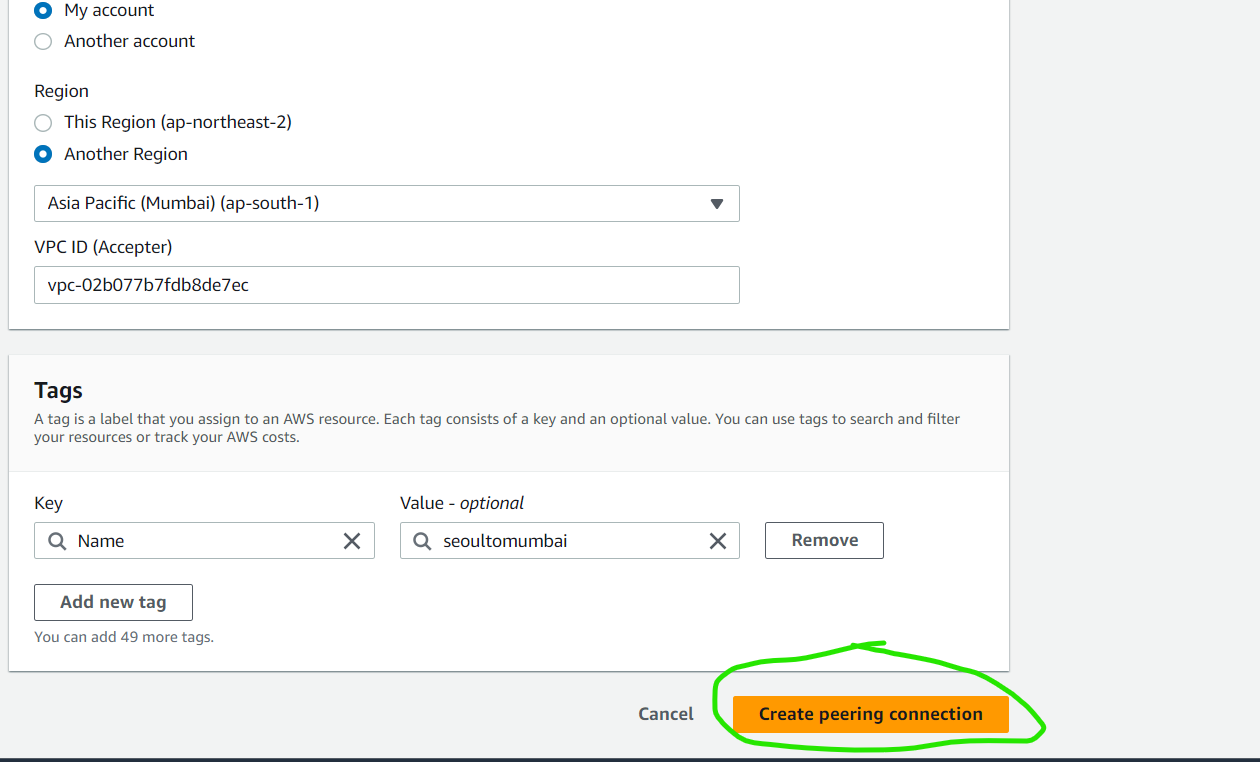 My account
Another account
Region
This Region (ap-northeast-2)
Another Region
Asia Pacific (Mumbai) (ap-south-1)
VPC ID (Accepter)
vpc-02b077b7fdb8de7ec
Tags
A tag is a label that you assign to an AWS resource. Each tag consists of a key and an optional value. You can use tags to search and filter
your resources or track your AWS costs.
Key
Value - optional
Name
seoultomumbai
Remove
Add new tag
You can add 49 more tags.
Cancel
Create peering connection